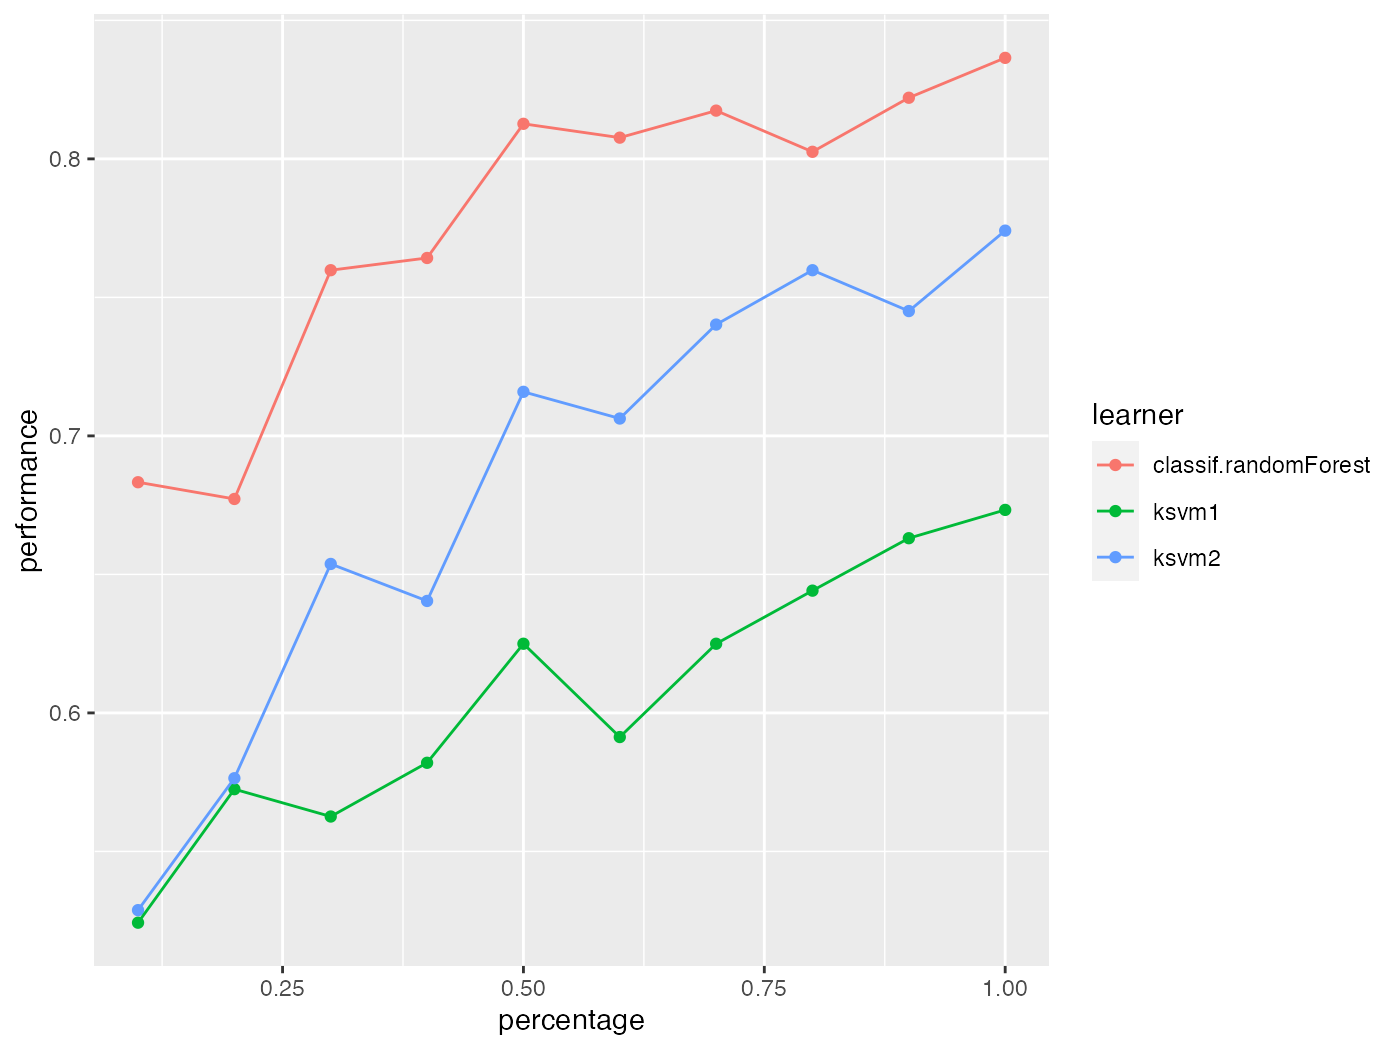 performance
0.8
0.7
0.6
0.25 0.50 0.75 1.00
percentage
learner
classif.randomForest
ksvm1
ksvm2